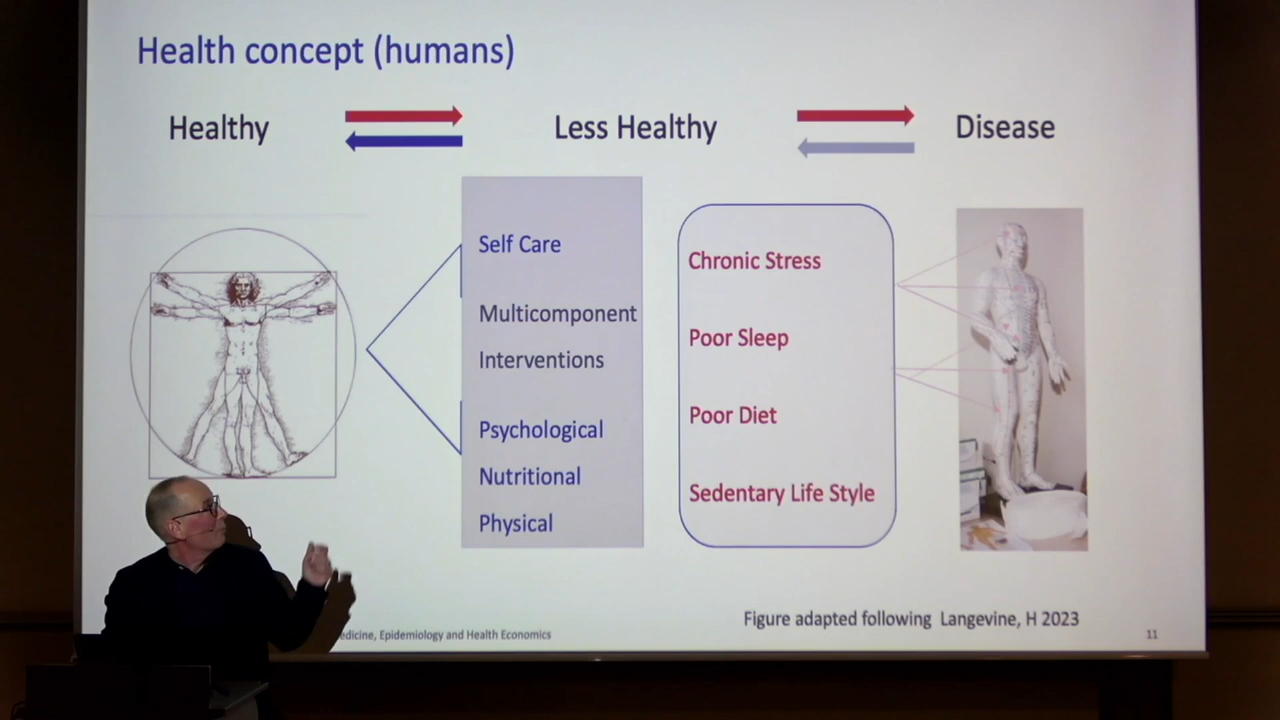 Health concept (humans)
Healthy
Less Healthy
Disease
Self Care
Multicomponent
Interventions
Psychological
Nutritional
Physical
Chronic Stress
Poor Sleep
Poor Diet
Sedentary Life Style
Figure adapted following Langevine, H 2023
edicine, Epidemiology and Health Economics
11